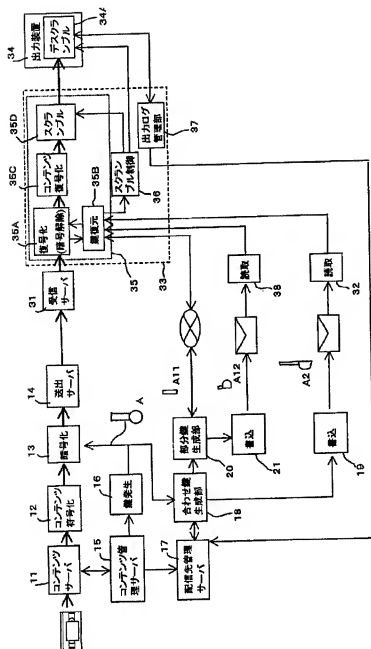 11
コンテンツ
サーバ
12
コンテンツ
符号化
13
暗号化
14
送出
サーバ
31
受信
サーバ
35A
復号化
(暗号解除)
35C
コンテンツ
復号化
35D
スクラ
ンブル
34
出力装置
デスクラ
ンブル
34A
35B
鍵復元
スクラン
ブル制御
36
35
33
出力ログ
管理部
37
15
コンテンツ管
理サーバ
16
鍵発生
A
17
配信先管理
サーバ
合わせ鍵
生成部
18
部分鍵
生成部
20
A11
書込
21
A12
読取
38
書込
19
A2
読取
32